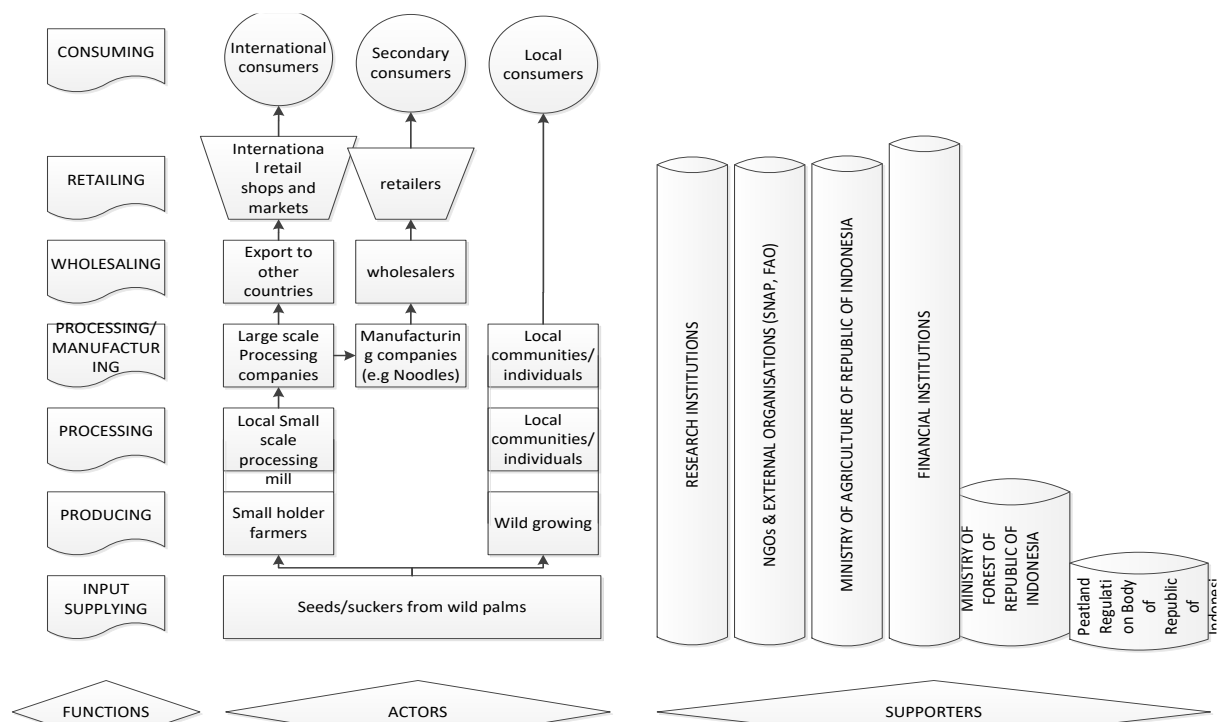 CONSUMING
International
consumers
Secondary
consumers
Local
consumers
RETAILING
Internationa
l retail
shops and
markets
retailers
WHOLESALING
Export to
other
countries
wholesalers
PROCESSING/
MANUFACTUR
ING
Large scale
Processing
companies
Manufacturin
g companies
(e.g Noodles)
Local
communities/
individuals
PROCESSING
Local Small
scale
processing
mill
Local
communities/
individuals
PRODUCING
Small holder
farmers
Wild growing
INPUT
SUPPLYING
Seeds/suckers from wild palms
RESEARCH INSTITUTIONS
NGOs & EXTERNAL ORGANISATIONS (SNAP, FAO)
MINISTRY OF AGRICULTURE OF REPUBLIC OF INDONESIA
FINANCIAL INSTITUTIONS
MINISTRY OF
FOREST OF
REPUBLIC OF
INDONESIA
Peatland
Regulati
on Body
of
Republic
of
Indonesi
FUNCTIONS
ACTORS
SUPPORTERS